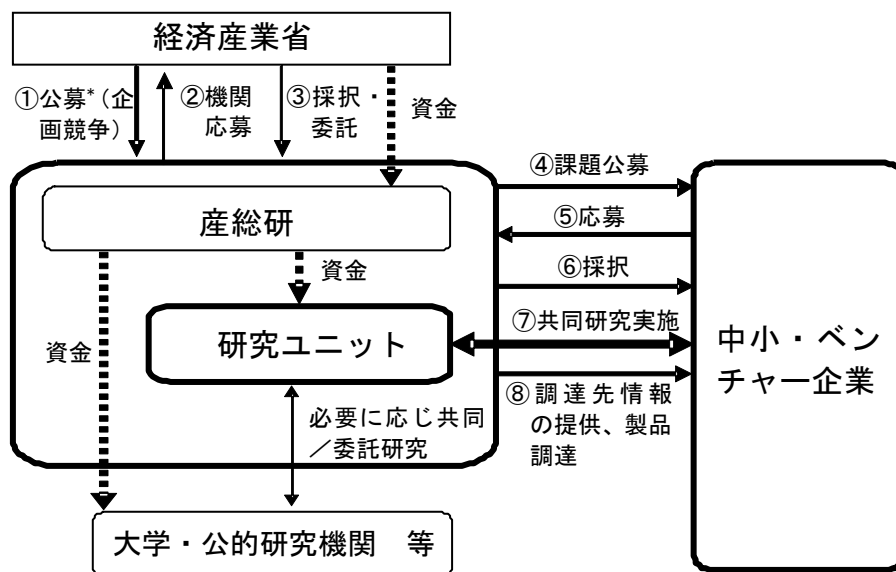 経済産業省
①公募*（企
画競争）
②機関
応募
③採択・
委託
資金
④課題公募
⑤応募
⑥採択
⑦共同研究実施
⑧調達先情報
の提供、製品
調達
産総研
資金
資金
研究ユニット
必要に応じ共同
／委託研究
大学・公的研究機関　等
中小・ベン
チャー企業